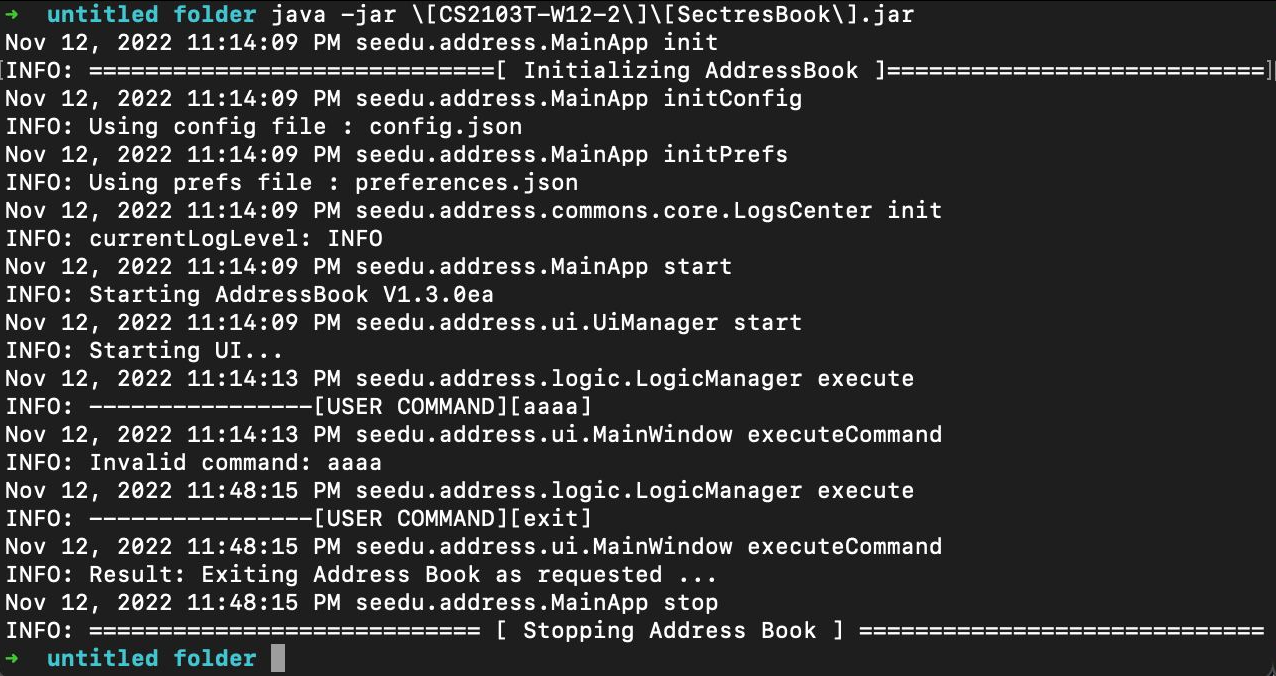 ➜  untitled folder java -jar \[CS2103T-W12-2\]\[SectresBook\].jar
Nov 12, 2022 11:14:09 PM seedu.address.MainApp init
INFO: =============================[ Initializing AddressBook ]===========================
Nov 12, 2022 11:14:09 PM seedu.address.MainApp initConfig
INFO: Using config file : config.json
Nov 12, 2022 11:14:09 PM seedu.address.MainApp initPrefs
INFO: Using prefs file : preferences.json
Nov 12, 2022 11:14:09 PM seedu.address.commons.core.LogsCenter init
INFO: currentLogLevel: INFO
Nov 12, 2022 11:14:09 PM seedu.address.MainApp start
INFO: Starting AddressBook V1.3.0ea
Nov 12, 2022 11:14:09 PM seedu.address.ui.UiManager start
INFO: Starting UI...
Nov 12, 2022 11:14:13 PM seedu.address.logic.LogicManager execute
INFO: ----------------[USER COMMAND][aaaa]
Nov 12, 2022 11:14:13 PM seedu.address.ui.MainWindow executeCommand
INFO: Invalid command: aaaa
Nov 12, 2022 11:48:15 PM seedu.address.logic.LogicManager execute
INFO: ----------------[USER COMMAND][exit]
Nov 12, 2022 11:48:15 PM seedu.address.ui.MainWindow executeCommand
INFO: Result: Exiting Address Book as requested ...
Nov 12, 2022 11:48:15 PM seedu.address.MainApp stop
INFO: ============================ [ Stopping Address Book ] =============================
➜  untitled folder